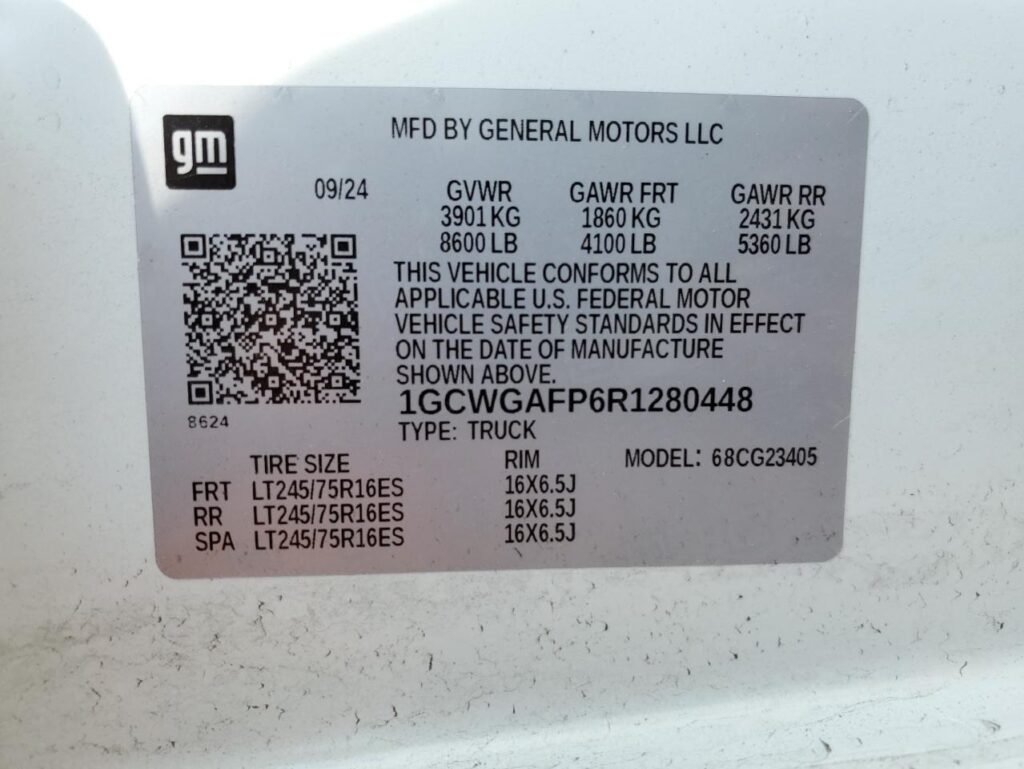 gm
MFD BY GENERAL MOTORS LLC
09/24 GVWR GAWR FRT GAWR RR
3901 KG 1860 KG 2431 KG
8600 LB 4100 LB 5360 LB
THIS VEHICLE CONFORMS TO ALL
APPLICABLE U.S. FEDERAL MOTOR
VEHICLE SAFETY STANDARDS IN EFFECT
ON THE DATE OF MANUFACTURE
SHOWN ABOVE.
1GCWGAFP6R1280448
8624
TYPE: TRUCK
TIRE SIZE RIM MODEL: 68CG23405
FRT LT245/75R16ES 16X6.5J
RR LT245/75R16ES 16X6.5J
SPA LT245/75R16ES 16X6.5J